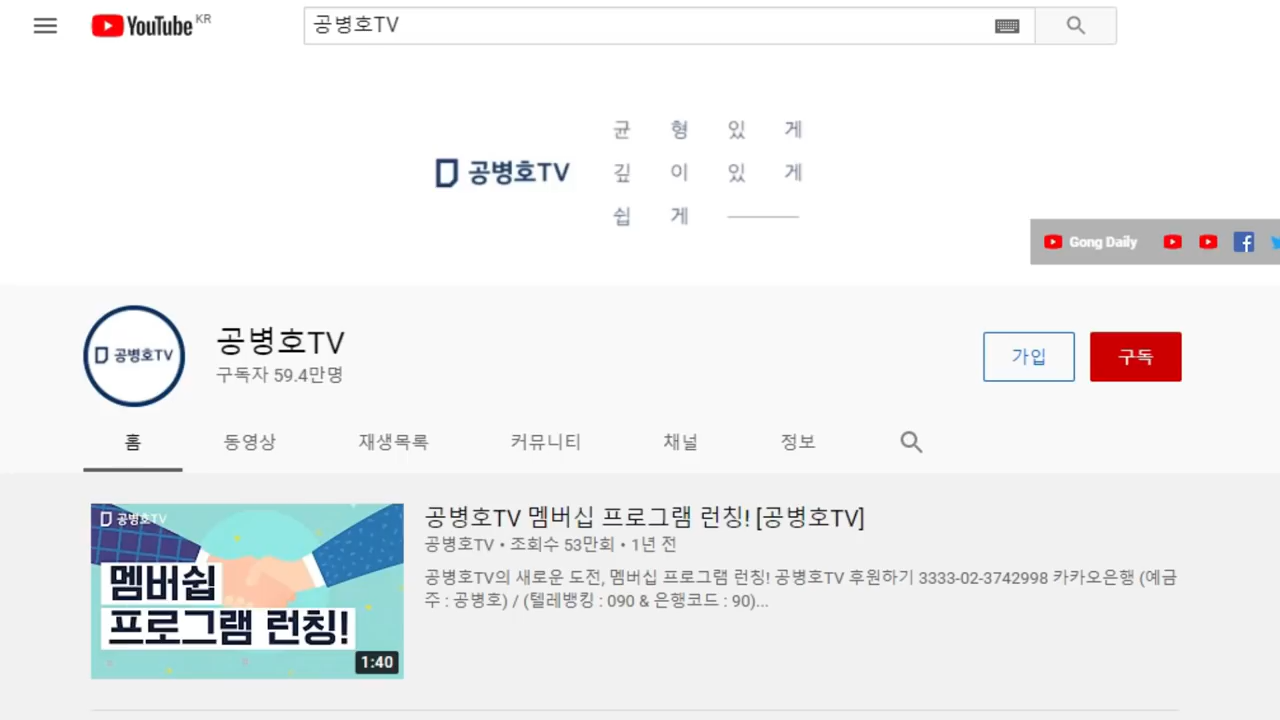 YouTube KR
공병호TV
공병호TV
균 형 있 게
깊 이 있 게
쉽 게
Gong Daily
공병호TV
공병호TV
구독자 59.4만명
가입
구독
홈 동영상 재생목록 커뮤니티 채널 정보
공병호TV
멤버쉽
프로그램 런칭!
1:40
공병호TV 멤버십 프로그램 런칭! [공병호TV]
공병호TV • 조회수 53만회 • 1년 전
공병호TV의 새로운 도전, 멤버십 프로그램 런칭! 공병호TV 후원하기 3333-02-3742998 카카오은행 (예금
주 : 공병호) / (텔레뱅킹 : 090 & 은행코드 : 90)...